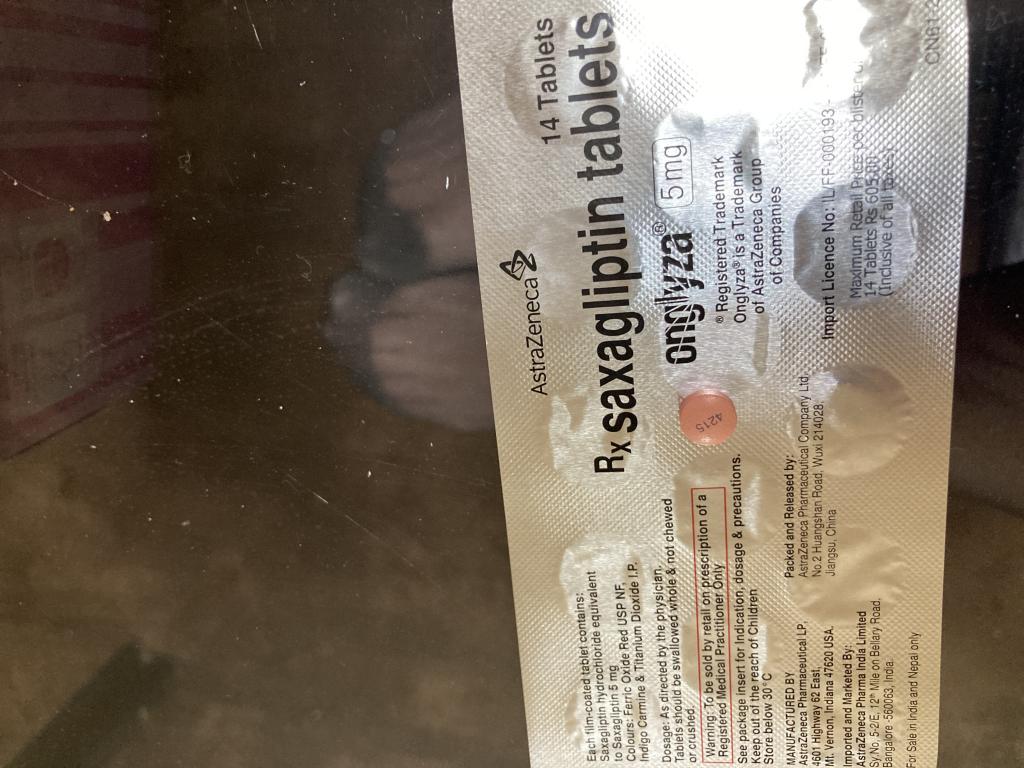 AstraZeneca
14 Tablets
Rx saxagliptin tablets
onglyza® 5 mg
® Registered Trademark
Onglyza® is a Trademark
of AstraZeneca Group
of Companies
4215
Each film-coated tablet contains:
Saxagliptin hydrochloride equivalent
to Saxagliptin 5 mg
Colours: Ferric Oxide Red USP NF,
Indigo Carmine & Titanium Dioxide I.P.
Dosage: As directed by the physician.
Tablets should be swallowed whole & not chewed
or crushed.
Warning: To be sold by retail on prescription of a
Registered Medical Practitioner Only
See package insert for Indication, dosage & precautions.
Keep out of the reach of Children
Store below 30°C
MANUFACTURED BY
AstraZeneca Pharmaceutical LP,
4601 Highway 62 East,
Mt. Vernon, Indiana 47620 USA.
Packed and Released by:
AstraZeneca Pharmaceutical Company Ltd,
No.2 Huangshan Road, Wuxi 214028
Jiangsu, China
Imported and Marketed By:
AstraZeneca Pharma India Limited
Sy.No. 5-2/E, 12th Mile on Bellary Road,
Bangalore -560063, India.
For Sale in India and Nepal only
Import Licence No: IL/FF-000193-
Maximum Retail Price per blister
14 Tablets Rs 605.00
(Inclusive of all taxes)